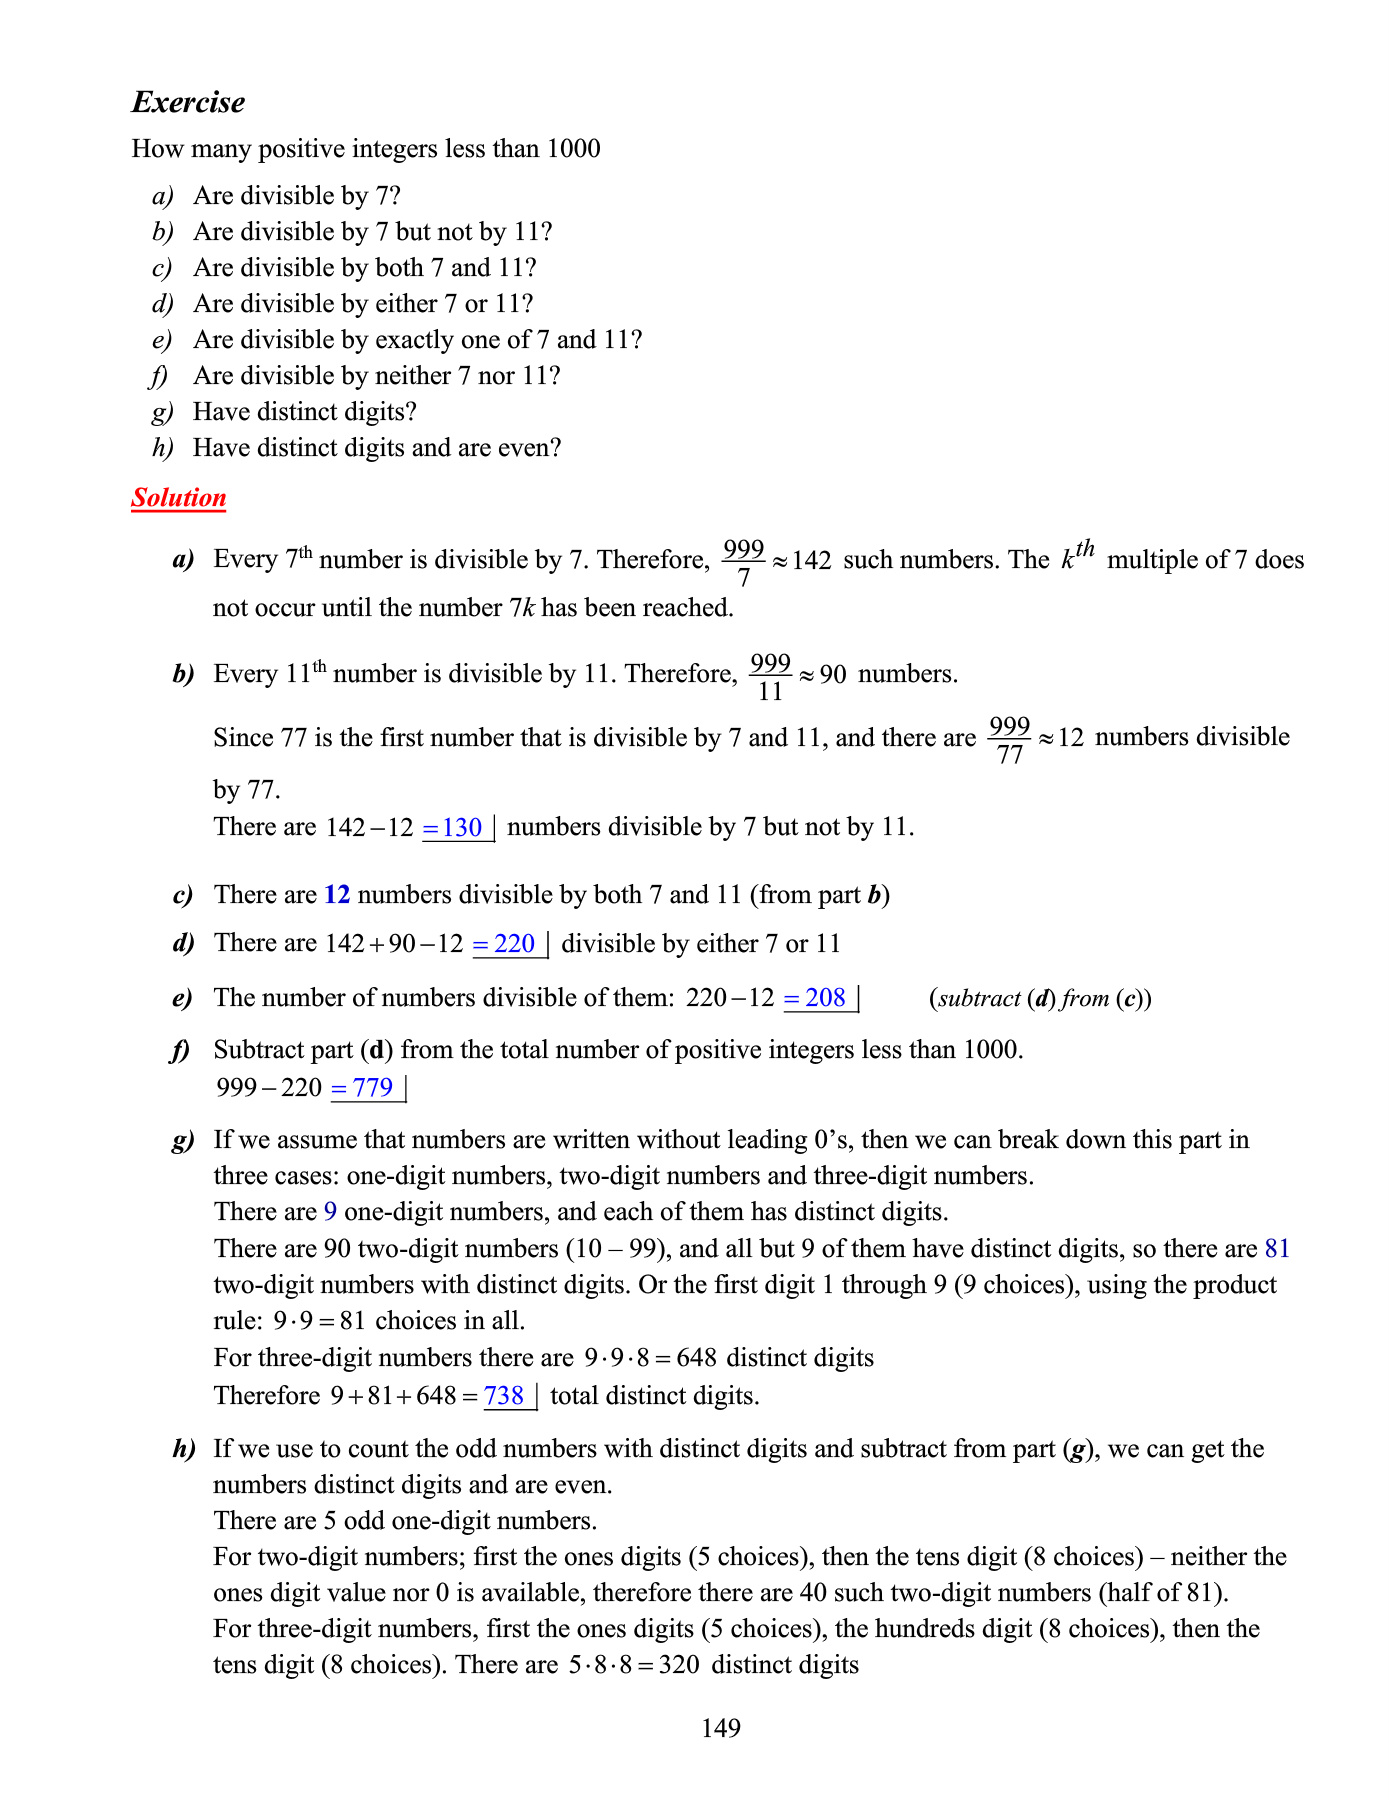 Exercise
How many positive integers less than 1000
a) Are divisible by 7?
b) Are divisible by 7 but not by 11?
c) Are divisible by both 7 and 11?
d) Are divisible by either 7 or 11?
e) Are divisible by exactly one of 7 and 11?
f) Are divisible by neither 7 nor 11?
g) Have distinct digits?
h) Have distinct digits and are even?
Solution
a) Every 7th number is divisible by 7. Therefore, 999/7 ≈ 142 such numbers. The k^th multiple of 7 does
not occur until the number 7k has been reached.
b) Every 11th number is divisible by 11. Therefore, 999/11 ≈ 90 numbers.
Since 77 is the first number that is divisible by 7 and 11, and there are 999/77 ≈ 12 numbers divisible
by 77.
There are 142 – 12 = 130 | numbers divisible by 7 but not by 11.
c) There are 12 numbers divisible by both 7 and 11 (from part b)
d) There are 142 + 90 – 12 = 220 | divisible by either 7 or 11
e) The number of numbers divisible of them: 220 – 12 = 208 | (subtract (d) from (c))
f) Subtract part (d) from the total number of positive integers less than 1000.
999 – 220 = 779 |
g) If we assume that numbers are written without leading 0’s, then we can break down this part in
three cases: one-digit numbers, two-digit numbers and three-digit numbers.
There are 9 one-digit numbers, and each of them has distinct digits.
There are 90 two-digit numbers (10 – 99), and all but 9 of them have distinct digits, so there are 81
two-digit numbers with distinct digits. Or the first digit 1 through 9 (9 choices), using the product
rule: 9·9 = 81 choices in all.
For three-digit numbers there are 9·9·8 = 648 distinct digits
Therefore 9 + 81 + 648 = 738 | total distinct digits.
h) If we use to count the odd numbers with distinct digits and subtract from part (g), we can get the
numbers distinct digits and are even.
There are 5 odd one-digit numbers.
For two-digit numbers; first the ones digits (5 choices), then the tens digit (8 choices) – neither the
ones digit value nor 0 is available, therefore there are 40 such two-digit numbers (half of 81).
For three-digit numbers, first the ones digits (5 choices), the hundreds digit (8 choices), then the
tens digit (8 choices). There are 5·8·8 = 320 distinct digits
149